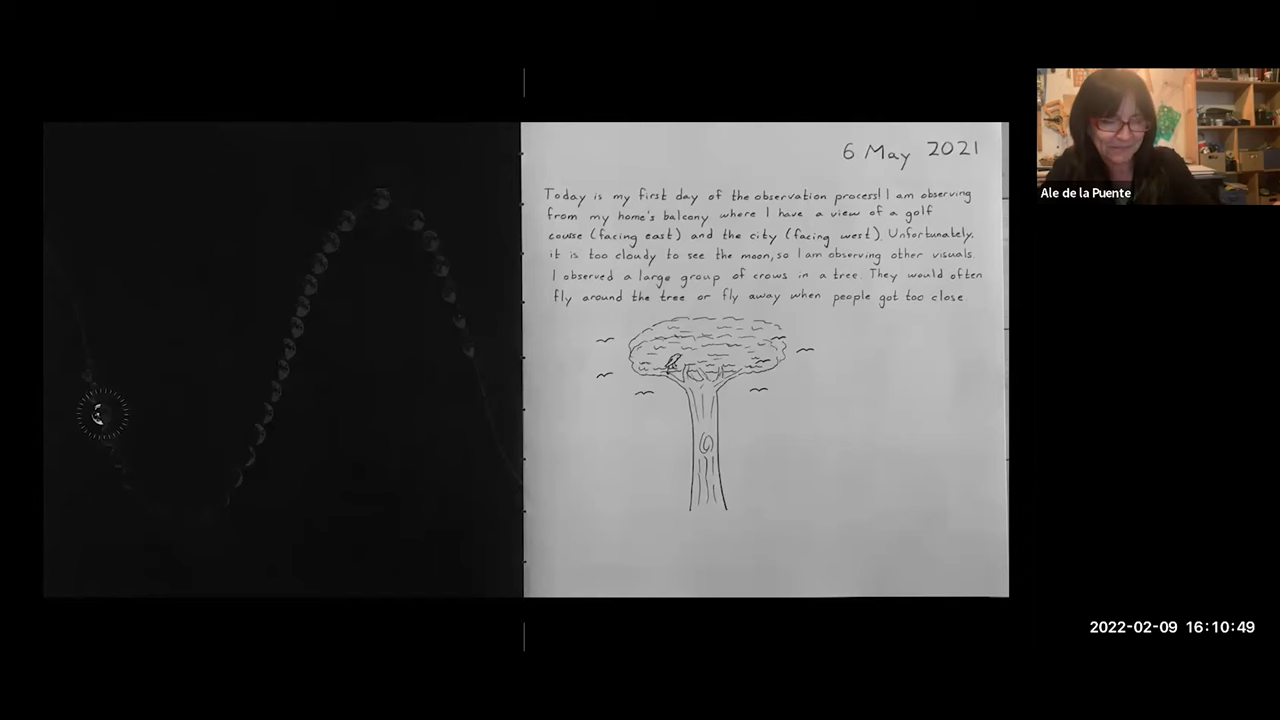 6 May 2021
Today is my first day of the observation process! I am observing
from my home's balcony where I have a view of a golf
course (facing east) and the city (facing west). Unfortunately,
it is too cloudy to see the moon, so I am observing other visuals.
I observed a large group of crows in a tree. They would often
fly around the tree or fly away when people got too close
Ale de la Puente
2022-02-09 16:10:49